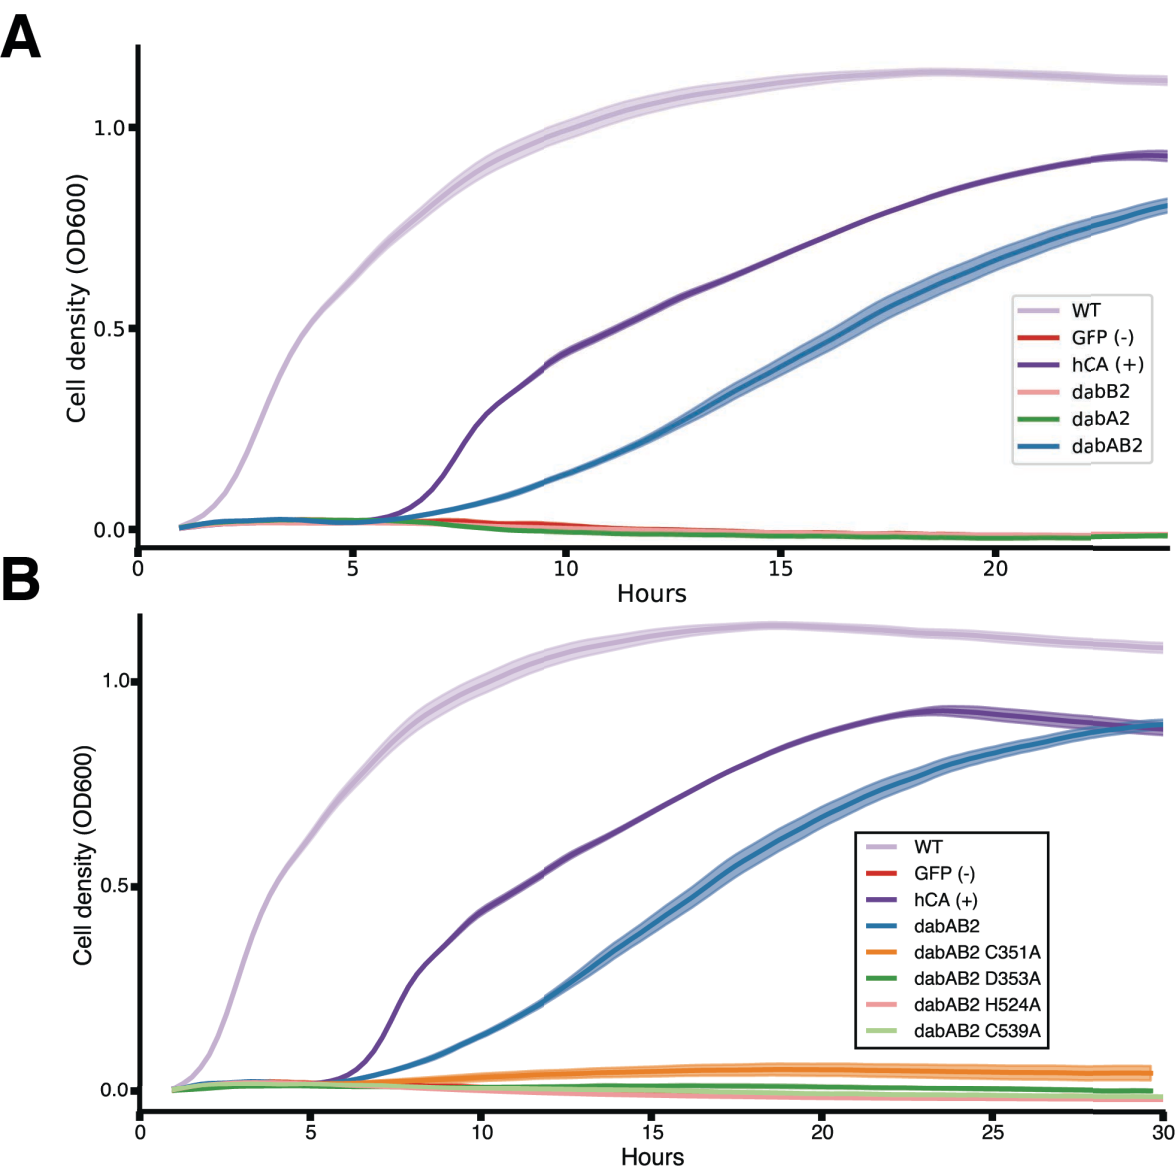 A
Cell density (OD600)
1.0
0.5
0.0
WT
GFP (-)
hCA (+)
dabB2
dabA2
dabAB2
0 5 10 15 20
Hours
B
Cell density (OD600)
1.0
0.5
0.0
WT
GFP (-)
hCA (+)
dabAB2
dabAB2 C351A
dabAB2 D353A
dabAB2 H524A
dabAB2 C539A
0 5 10 15 20 25 30
Hours